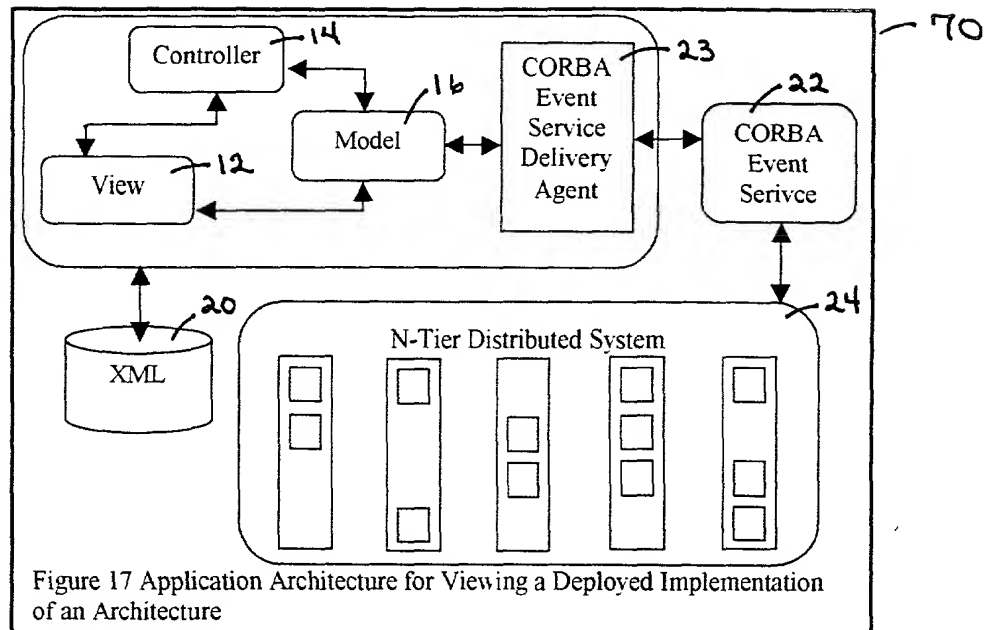 70
14
Controller
16
Model
12
View
23
CORBA
Event
Service
Delivery
Agent
22
CORBA
Event
Serivce
20
XML
24
N-Tier Distributed System
Figure 17 Application Architecture for Viewing a Deployed Implementation
of an Architecture